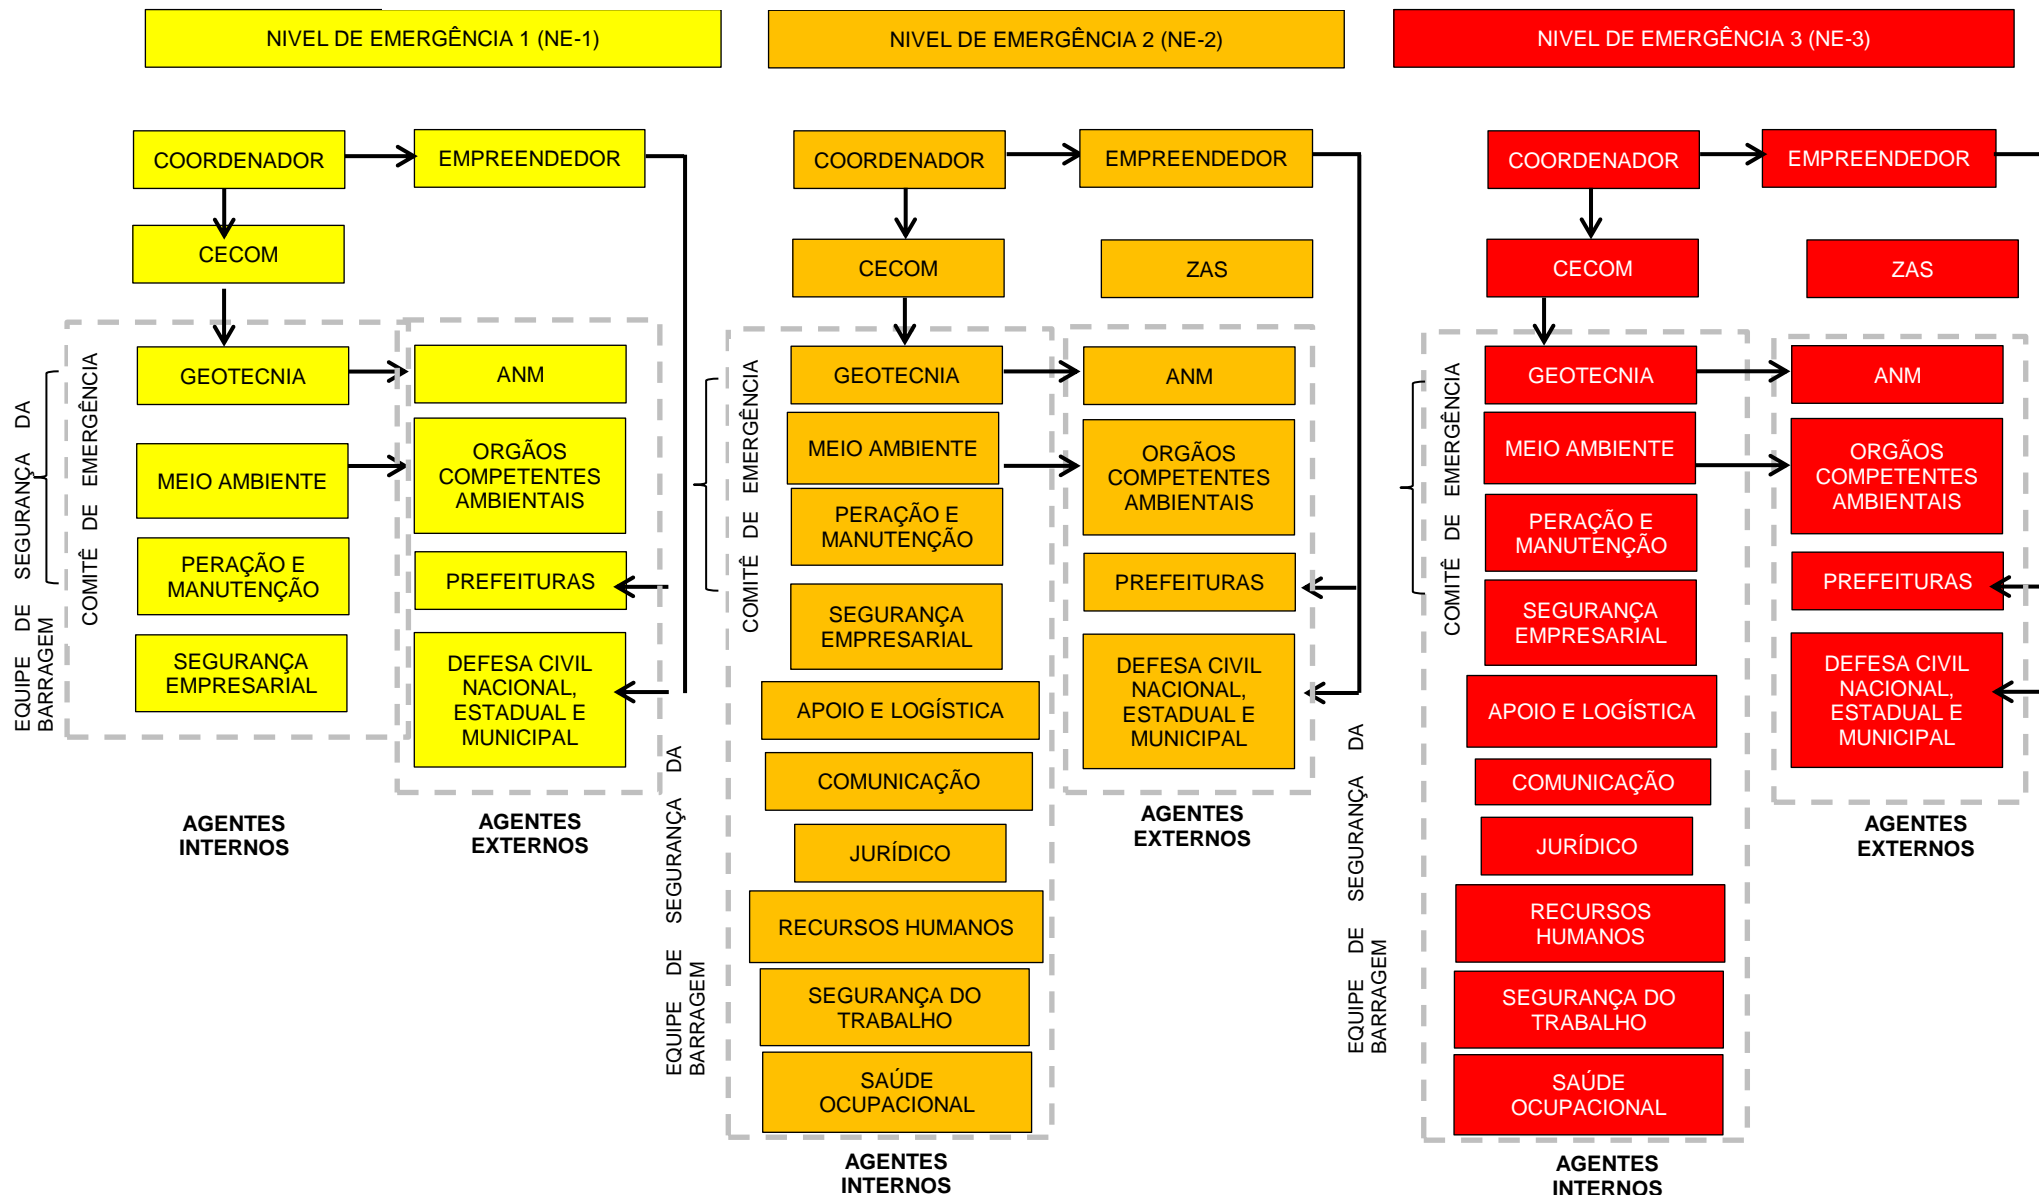 NIVEL DE EMERGÊNCIA 1 (NE-1)
COORDENADOR
EMPREENDEDOR
CECOM
EQUIPE DE SEGURANÇA DA
BARRAGEM
COMITÊ DE EMERGÊNCIA
GEOTECNIA
ANM
MEIO AMBIENTE
ORGÃOS
COMPETENTES
AMBIENTAIS
PERAÇÃO E
MANUTENÇÃO
PREFEITURAS
SEGURANÇA
EMPRESARIAL
DEFESA CIVIL
NACIONAL,
ESTADUAL E
MUNICIPAL
AGENTES
INTERNOS
AGENTES
EXTERNOS
NIVEL DE EMERGÊNCIA 2 (NE-2)
COORDENADOR
EMPREENDEDOR
CECOM
ZAS
EQUIPE DE SEGURANÇA DA
BARRAGEM
COMITÊ DE EMERGÊNCIA
GEOTECNIA
ANM
MEIO AMBIENTE
ORGÃOS
COMPETENTES
AMBIENTAIS
PERAÇÃO E
MANUTENÇÃO
PREFEITURAS
SEGURANÇA
EMPRESARIAL
DEFESA CIVIL
NACIONAL,
ESTADUAL E
MUNICIPAL
APOIO E LOGÍSTICA
COMUNICAÇÃO
AGENTES
EXTERNOS
JURÍDICO
RECURSOS HUMANOS
SEGURANÇA DO
TRABALHO
SAÚDE
OCUPACIONAL
AGENTES
INTERNOS
NIVEL DE EMERGÊNCIA 3 (NE-3)
COORDENADOR
EMPREENDEDOR
CECOM
ZAS
EQUIPE DE SEGURANÇA DA
BARRAGEM
COMITÊ DE EMERGÊNCIA
GEOTECNIA
ANM
MEIO AMBIENTE
ORGÃOS
COMPETENTES
AMBIENTAIS
PERAÇÃO E
MANUTENÇÃO
PREFEITURAS
SEGURANÇA
EMPRESARIAL
DEFESA CIVIL
NACIONAL,
ESTADUAL E
MUNICIPAL
APOIO E LOGÍSTICA
COMUNICAÇÃO
AGENTES
EXTERNOS
JURÍDICO
RECURSOS
HUMANOS
SEGURANÇA DO
TRABALHO
SAÚDE
OCUPACIONAL
AGENTES
INTERNOS